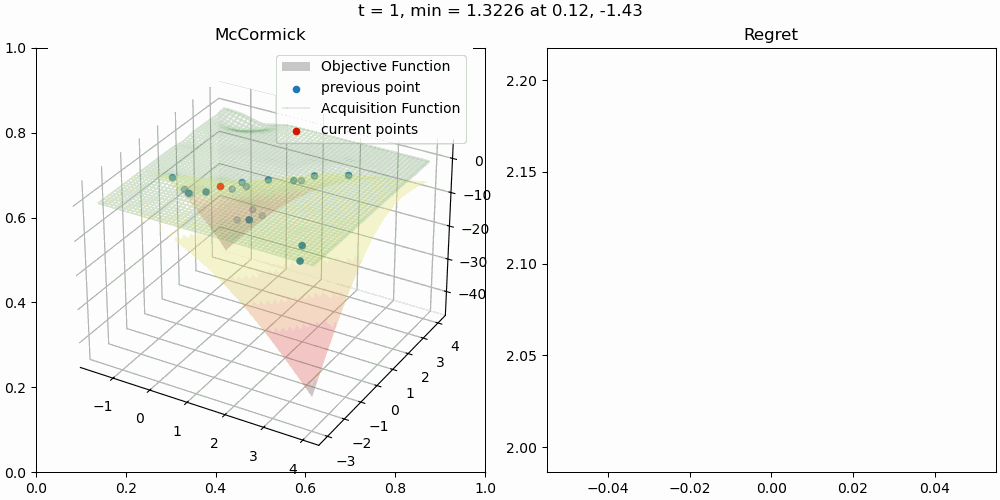 t = 1, min = 1.3226 at 0.12, -1.43
McCormick
Regret
Objective Function
previous point
Acquisition Function
current points
1.0
0.8
0.6
0.4
0.2
0.0
0.0 0.2 0.4 0.6 0.8 1.0
0
−10
−20
−30
−40
−1 0 1 2 3 4
−3 −2 −1 0 1 2 3 4
2.20
2.15
2.10
2.05
2.00
−0.04 −0.02 0.00 0.02 0.04